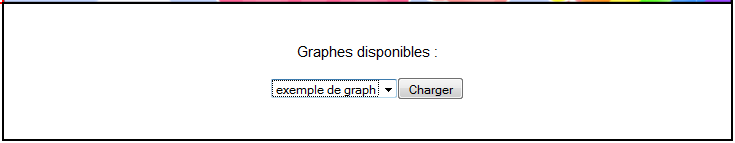 Graphes disponibles :
exemple de graph Charger